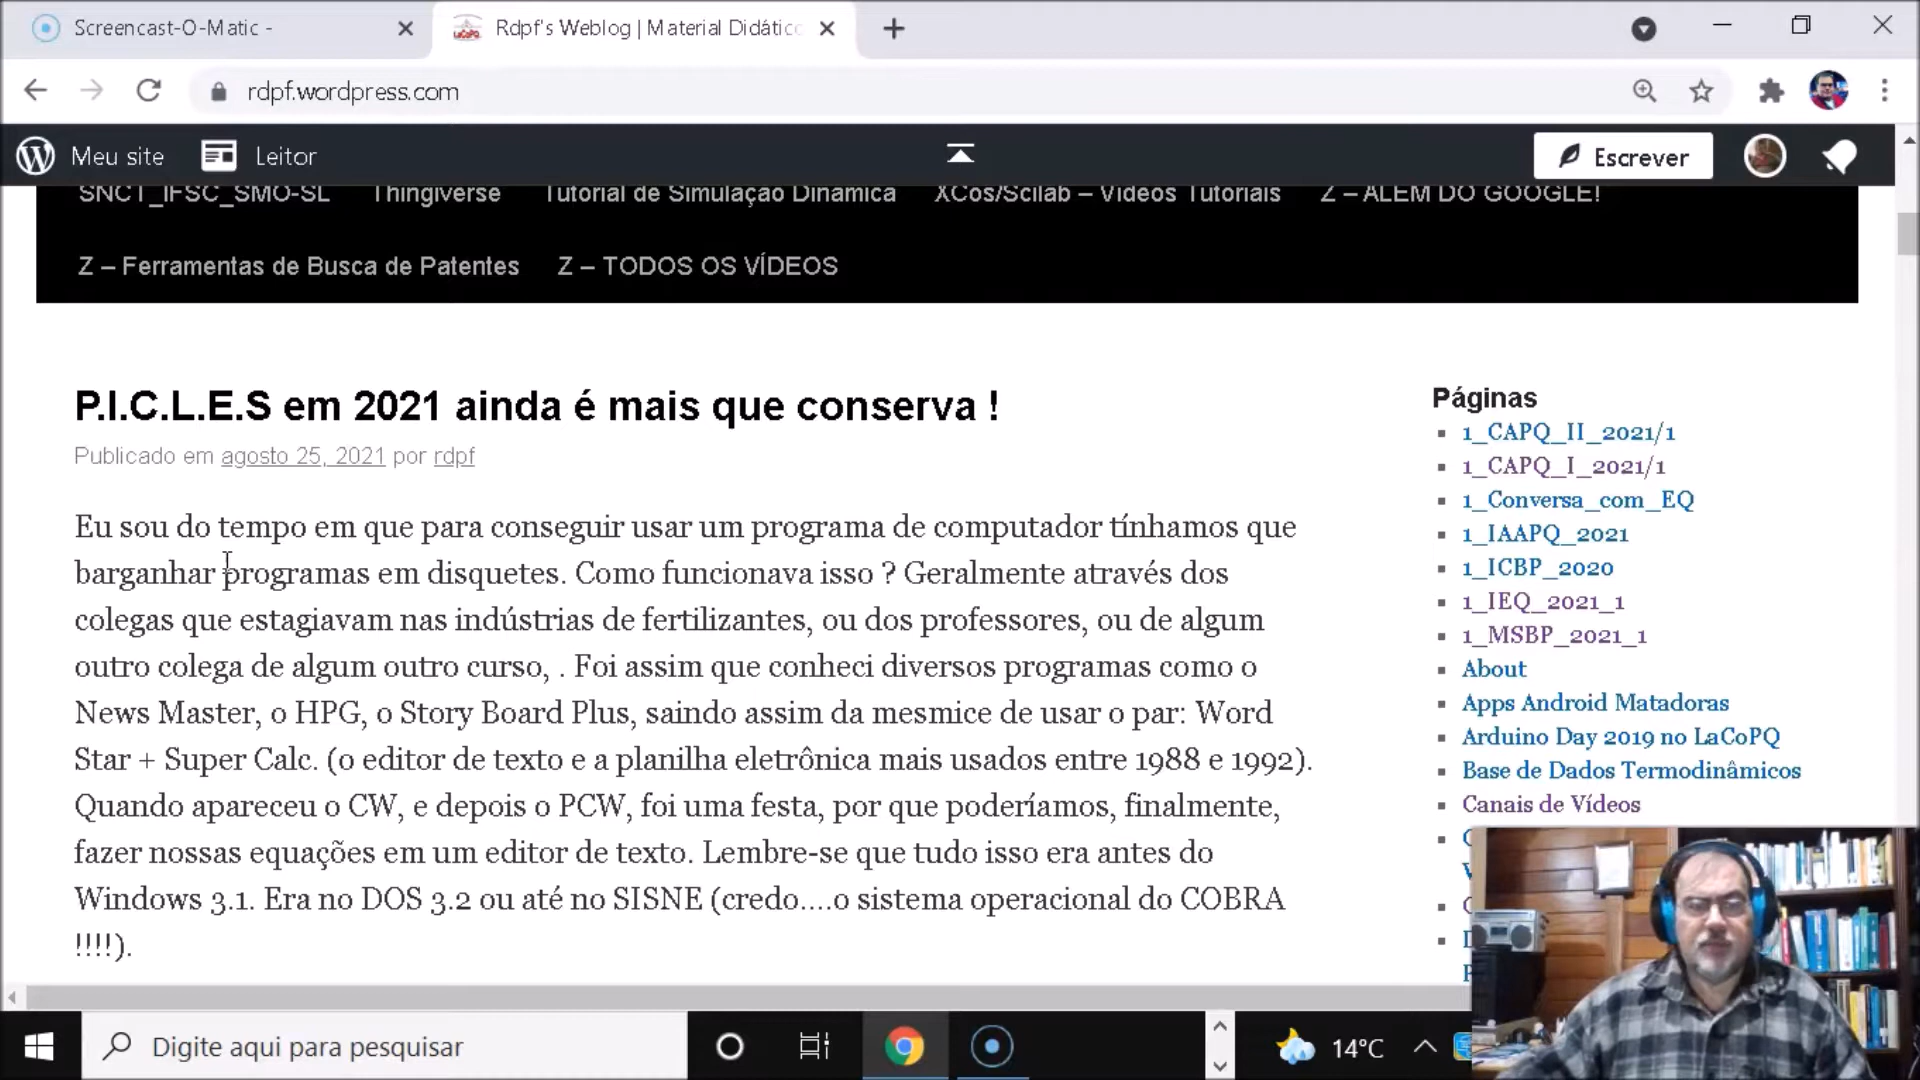 Screencast-O-Matic -
Rdpf's Weblog | Material Didátic
rdpf.wordpress.com
Meu site
Leitor
Escrever
SNCT_IFSC_SMO-SL
Thingiverse
Tutorial de Simulação Dinâmica
XCos/Scilab – Vídeos Tutoriais
Z – ALÉM DO GOOGLE!
Z – Ferramentas de Busca de Patentes
Z – TODOS OS VÍDEOS
P.I.C.L.E.S em 2021 ainda é mais que conserva !
Publicado em agosto 25, 2021 por rdpf
Eu sou do tempo em que para conseguir usar um programa de computador tínhamos que
barganhar programas em disquetes. Como funcionava isso ? Geralmente através dos
colegas que estagiavam nas indústrias de fertilizantes, ou dos professores, ou de algum
outro colega de algum outro curso, . Foi assim que conheci diversos programas como o
News Master, o HPG, o Story Board Plus, saindo assim da mesmice de usar o par: Word
Star + Super Calc. (o editor de texto e a planilha eletrônica mais usados entre 1988 e 1992).
Quando apareceu o CW, e depois o PCW, foi uma festa, por que poderíamos, finalmente,
fazer nossas equações em um editor de texto. Lembre-se que tudo isso era antes do
Windows 3.1. Era no DOS 3.2 ou até no SISNE (credo....o sistema operacional do COBRA
!!!!).
Páginas
1_CAPQ_II_2021/1
1_CAPQ_I_2021/1
1_Conversa_com_EQ
1_IAAPQ_2021
1_ICBP_2020
1_IEQ_2021_1
1_MSBP_2021_1
About
Apps Android Matadoras
Arduino Day 2019 no LaCoPQ
Base de Dados Termodinâmicos
Canais de Vídeos
Digite aqui para pesquisar
14°C